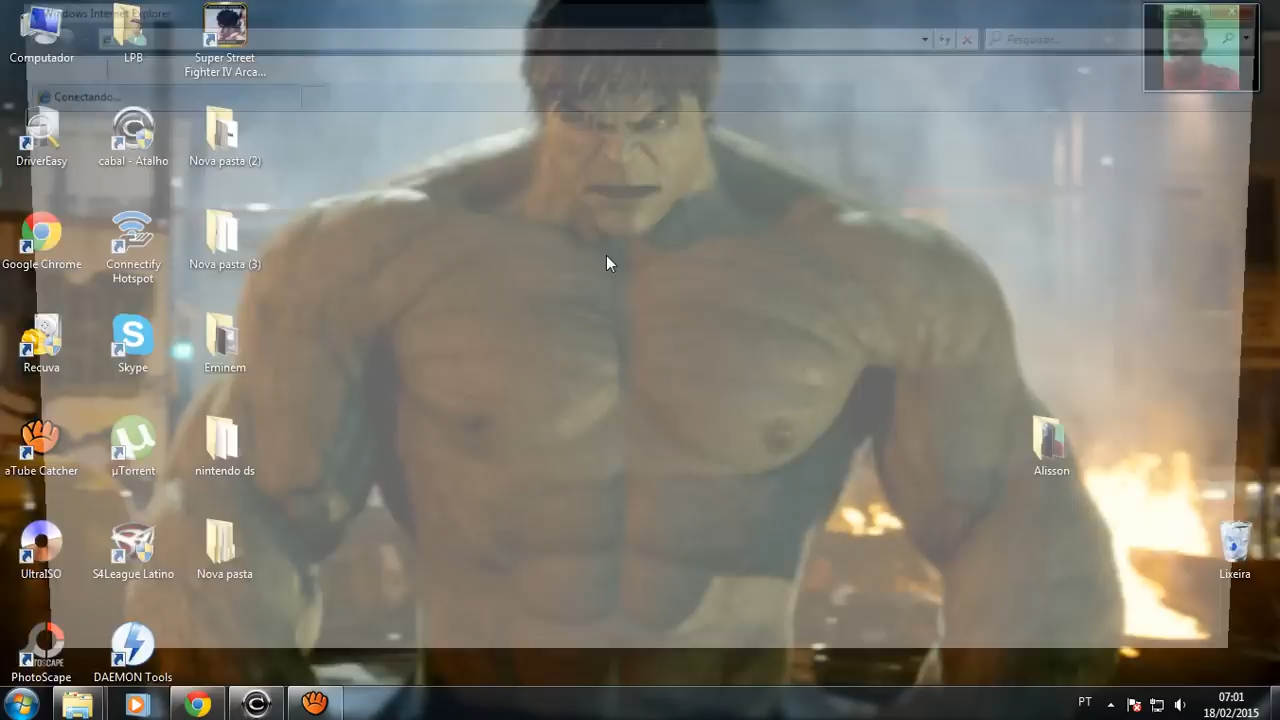 Windows Internet Explorer
Pesquisar...
Conectando...
Computador
LPB
Super Street
Fighter IV Arca...
DriverEasy
cabal - Atalho
Nova pasta (2)
Google Chrome
Connectify
Hotspot
Nova pasta (3)
Recuva
Skype
Eminem
aTube Catcher
µTorrent
nintendo ds
Alisson
UltraISO
S4League Latino
Nova pasta
Lixeira
PhotoScape
DAEMON Tools
PT
07:01
18/02/2015